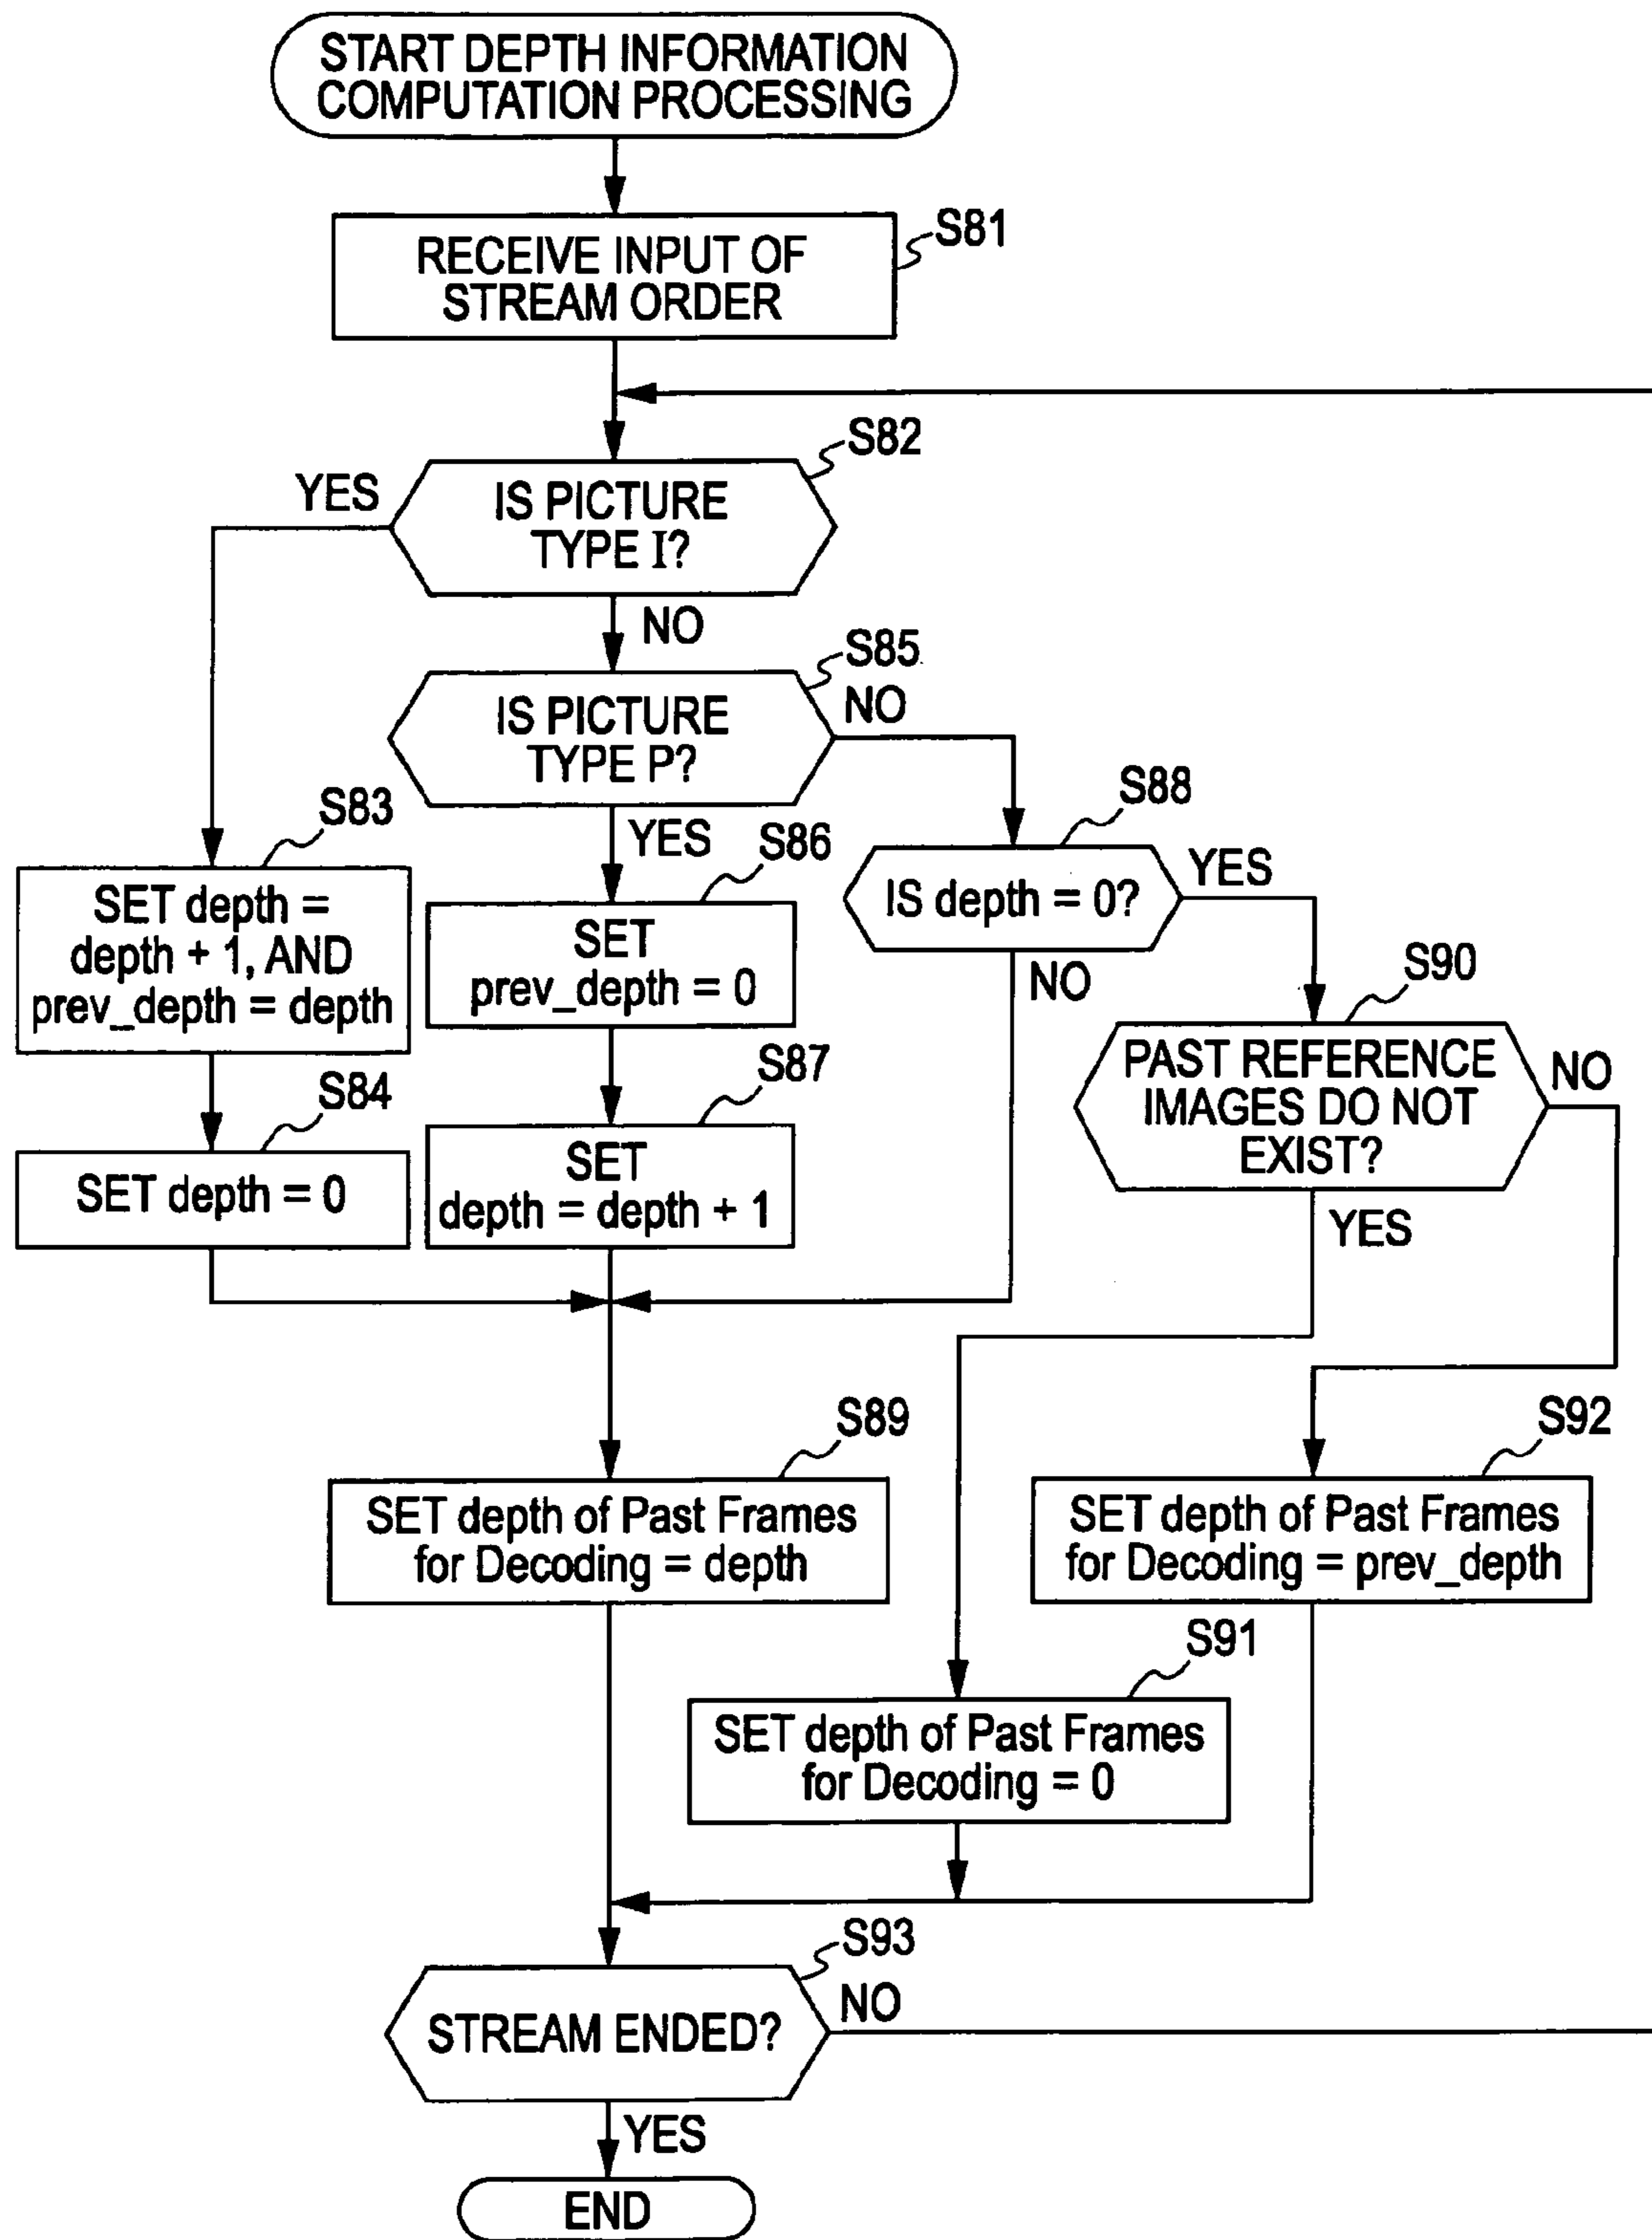 START DEPTH INFORMATION
COMPUTATION PROCESSING
S81
RECEIVE INPUT OF
STREAM ORDER
S82
YES
IS PICTURE
TYPE I?
NO
S85
IS PICTURE
TYPE P?
NO
S88
IS depth = 0?
YES
NO
S83
SET depth =
depth + 1, AND
prev_depth = depth
YES
S86
SET
prev_depth = 0
S90
PAST REFERENCE
IMAGES DO NOT
EXIST?
NO
YES
S84
SET depth = 0
S87
SET
depth = depth + 1
S89
SET depth of Past Frames
for Decoding = depth
S92
SET depth of Past Frames
for Decoding = prev_depth
S91
SET depth of Past Frames
for Decoding = 0
S93
STREAM ENDED?
NO
YES
END